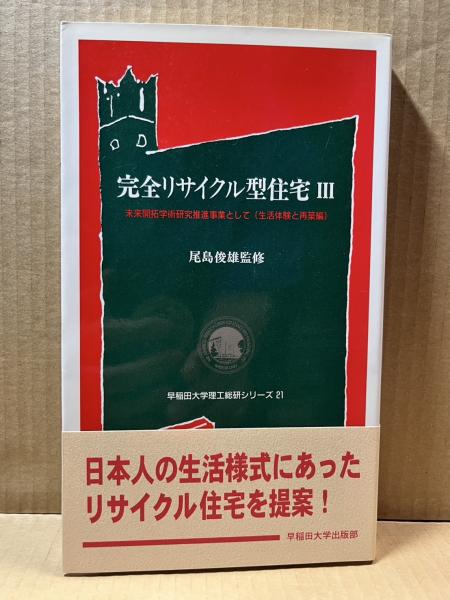 完全リサイクル型住宅 III
未来開拓学術研究推進事業として（生活体験と再築編）
尾島俊雄監修
早稲田大学理工総研シリーズ 21
日本人の生活様式にあった
リサイクル住宅を提案！
早稲田大学出版部